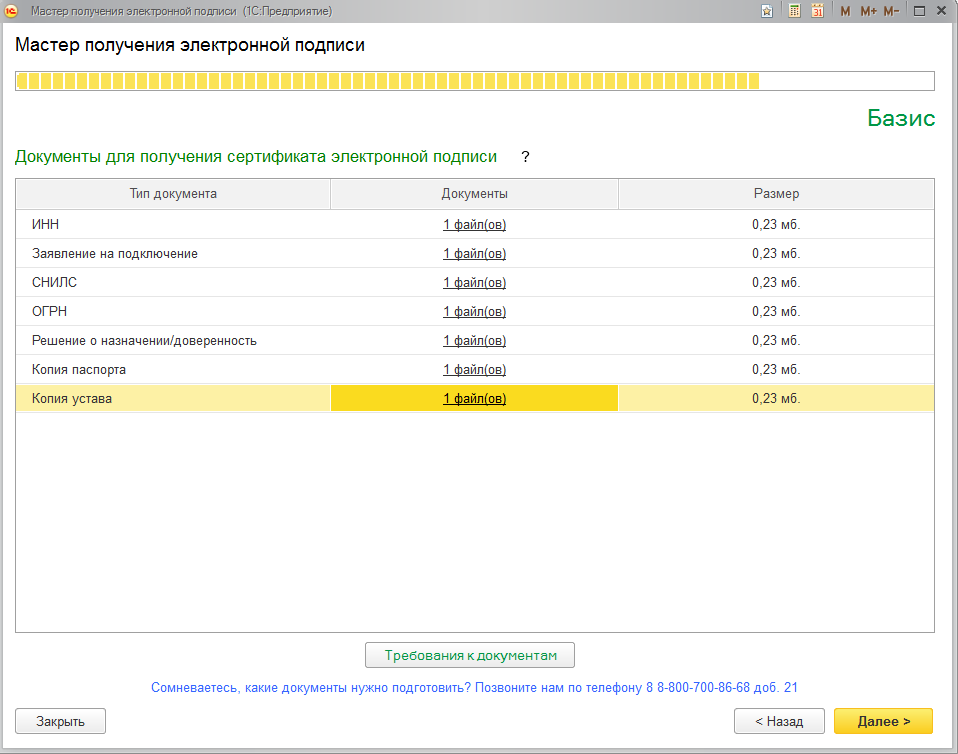 Мастер получения электронной подписи (1С:Предприятие)
31 M M+ M-
Мастер получения электронной подписи
Базис
Документы для получения сертификата электронной подписи ?
Тип документа Документы Размер
ИНН 1 файл(ов) 0,23 мб.
Заявление на подключение 1 файл(ов) 0,23 мб.
СНИЛС 1 файл(ов) 0,23 мб.
ОГРН 1 файл(ов) 0,23 мб.
Решение о назначении/доверенность 1 файл(ов) 0,23 мб.
Копия паспорта 1 файл(ов) 0,23 мб.
Копия устава 1 файл(ов) 0,23 мб.
Требования к документам
Сомневаетесь, какие документы нужно подготовить? Позвоните нам по телефону 8 8-800-700-86-68 доб. 21
Закрыть < Назад Далее >